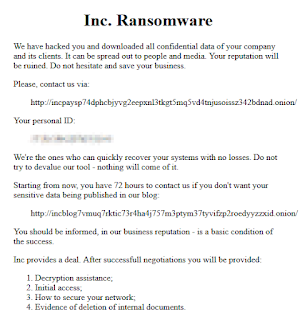 Inc. Ransomware
We have hacked you and downloaded all confidential data of your company
and its clients. It can be spread out to people and media. Your reputation will
be ruined. Do not hesitate and save your business.
Please, contact us via:
http://incpaysp74dphcbjyvg2eepxnl3tkgt5mq5vd4tnjusoissz342bdnad.onion/
Your personal ID:
We're the ones who can quickly recover your systems with no losses. Do not
try to devalue our tool - nothing will come of it.
Starting from now, you have 72 hours to contact us if you don't want your
sensitive data being published in our blog:
http://incblog7vmuq7rktic73r4ha4j757m3ptym37tyvifzp2roedyyzzxid.onion/
You should be informed, in our business reputation - is a basic condition of
the success.
Inc provides a deal. After successfull negotiations you will be provided:
1. Decryption assistance;
2. Initial access;
3. How to secure your network;
4. Evidence of deletion of internal documents.